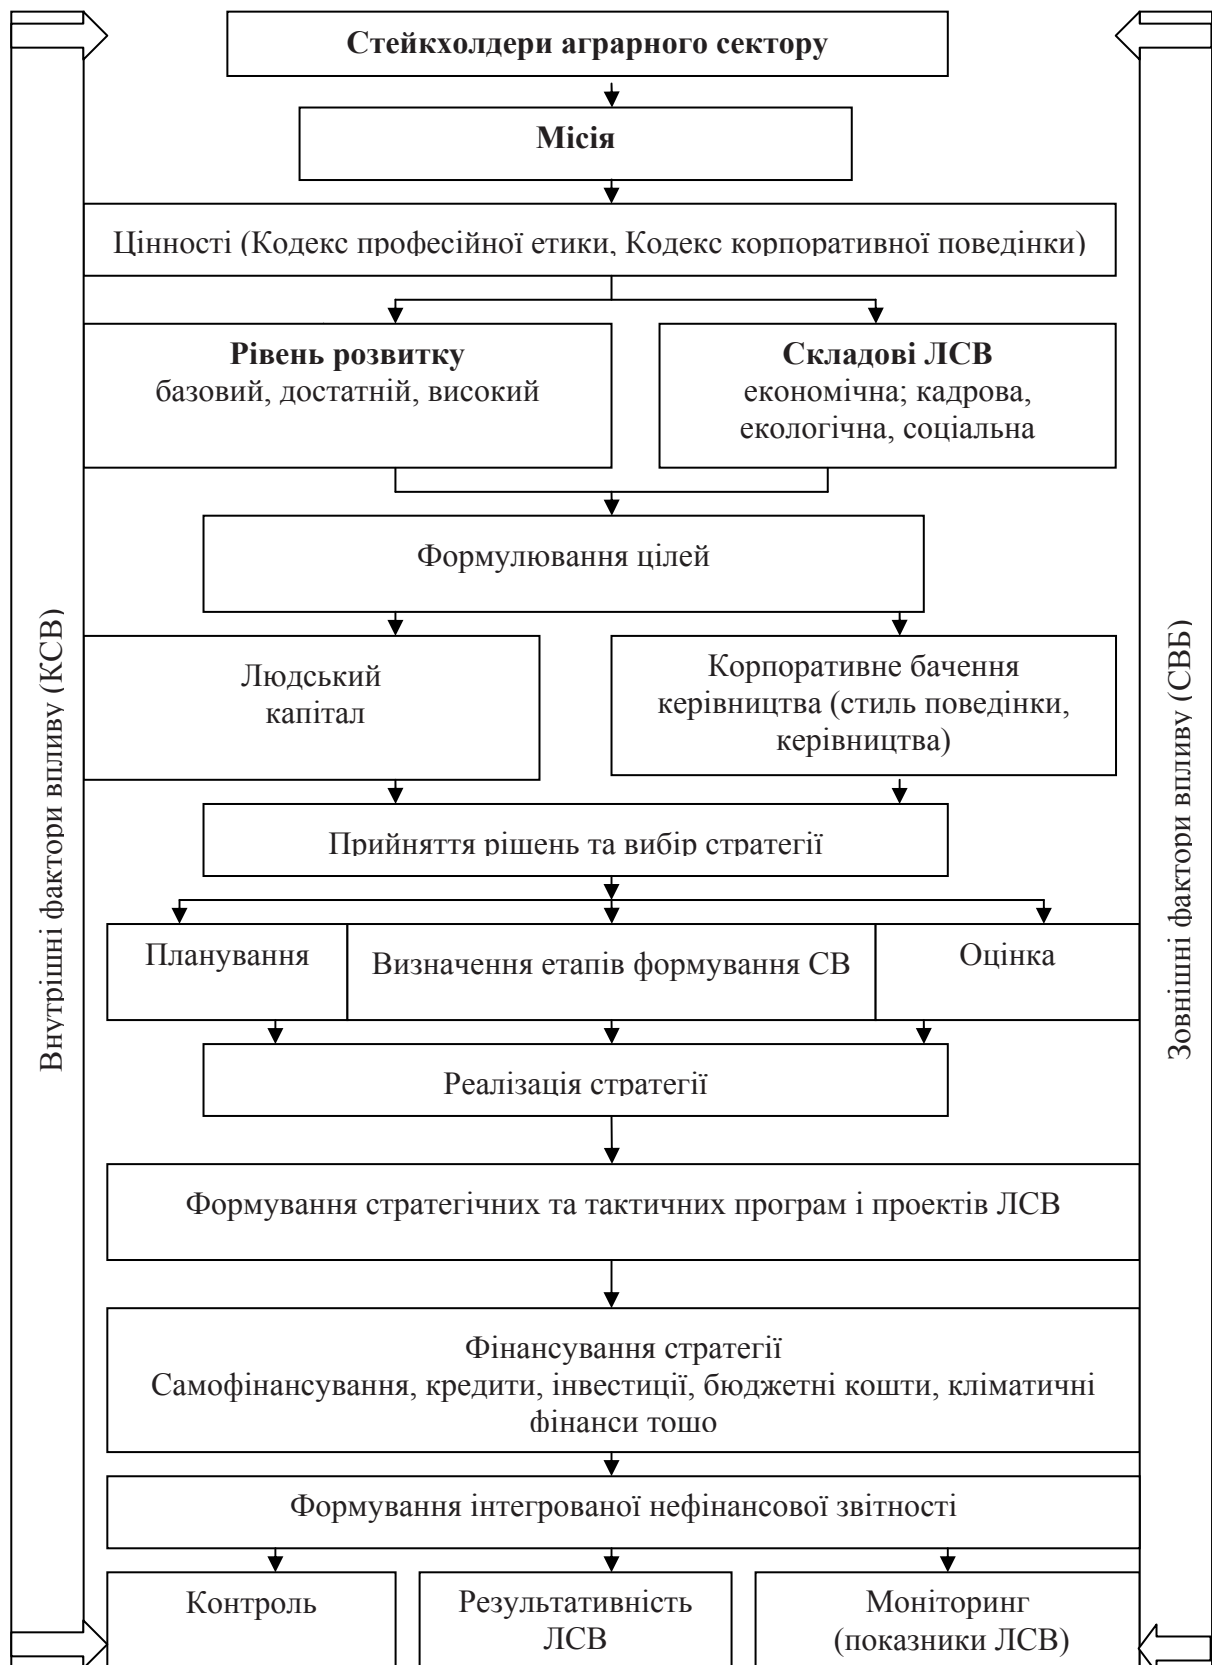 Стейкхолдери аграрного сектору
Місія
Цінності (Кодекс професійної етики, Кодекс корпоративної поведінки)
Рівень розвитку
базовий, достатній, високий
Складові ЛСВ
економічна; кадрова,
екологічна, соціальна
Формулювання цілей
Людський
капітал
Корпоративне бачення
керівництва (стиль поведінки,
керівництва)
Прийняття рішень та вибір стратегії
Планування
Визначення етапів формування СВ
Оцінка
Реалізація стратегії
Формування стратегічних та тактичних програм і проектів ЛСВ
Фінансування стратегії
Самофінансування, кредити, інвестиції, бюджетні кошти, кліматичні
фінанси тощо
Формування інтегрованої нефінансової звітності
Контроль
Результативність
ЛСВ
Моніторинг
(показники ЛСВ)
Внутрішні фактори впливу (КСВ)
Зовнішні фактори впливу (СВБ)